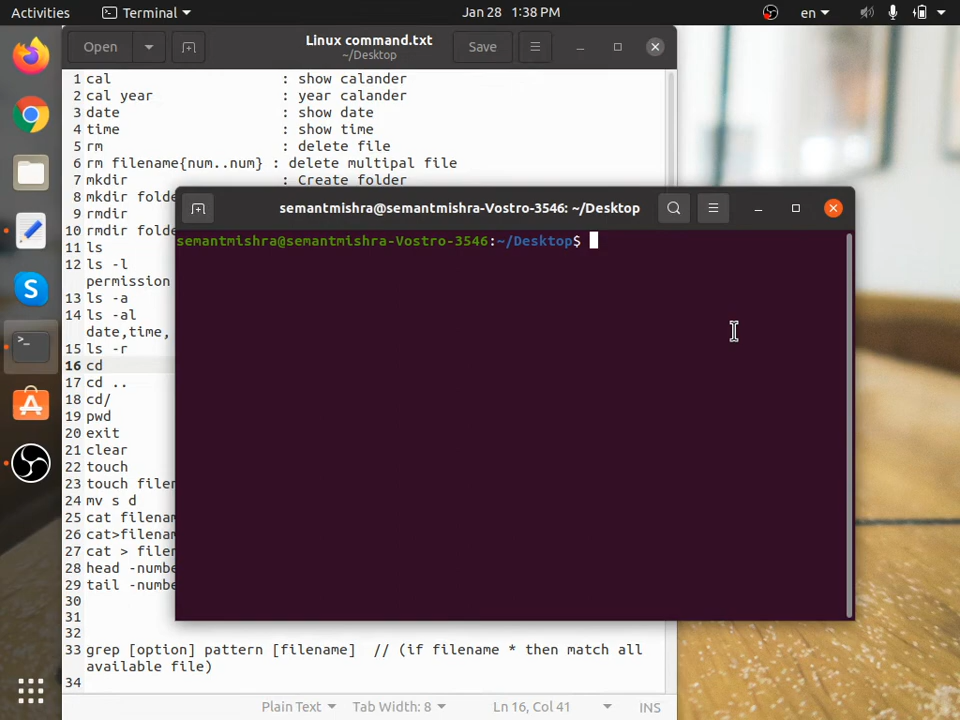 Activities
Terminal
Jan 28 1:38 PM
en
Open
Linux command.txt
~/Desktop
Save
1 cal : show calander
2 cal year : year calander
3 date : show date
4 time : show time
5 rm : delete file
6 rm filename{num..num} : delete multipal file
7 mkdir : Create folder
8 mkdir folde
9 rmdir
10 rmdir folde
11 ls
12 ls -l
permission
13 ls -a
14 ls -al
date,time,
15 ls -r
16 cd
17 cd ..
18 cd/
19 pwd
20 exit
21 clear
22 touch
23 touch filen
24 mv s d
25 cat filenam
26 cat>filenam
27 cat > filen
28 head -numbe
29 tail -numbe
30
31
32
33 grep [option] pattern [filename] // (if filename * then match all
available file)
34
semantmishra@semantmishra-Vostro-3546: ~/Desktop
semantmishra@semantmishra-Vostro-3546:~/Desktop$
Plain Text
Tab Width: 8
Ln 16, Col 41
INS